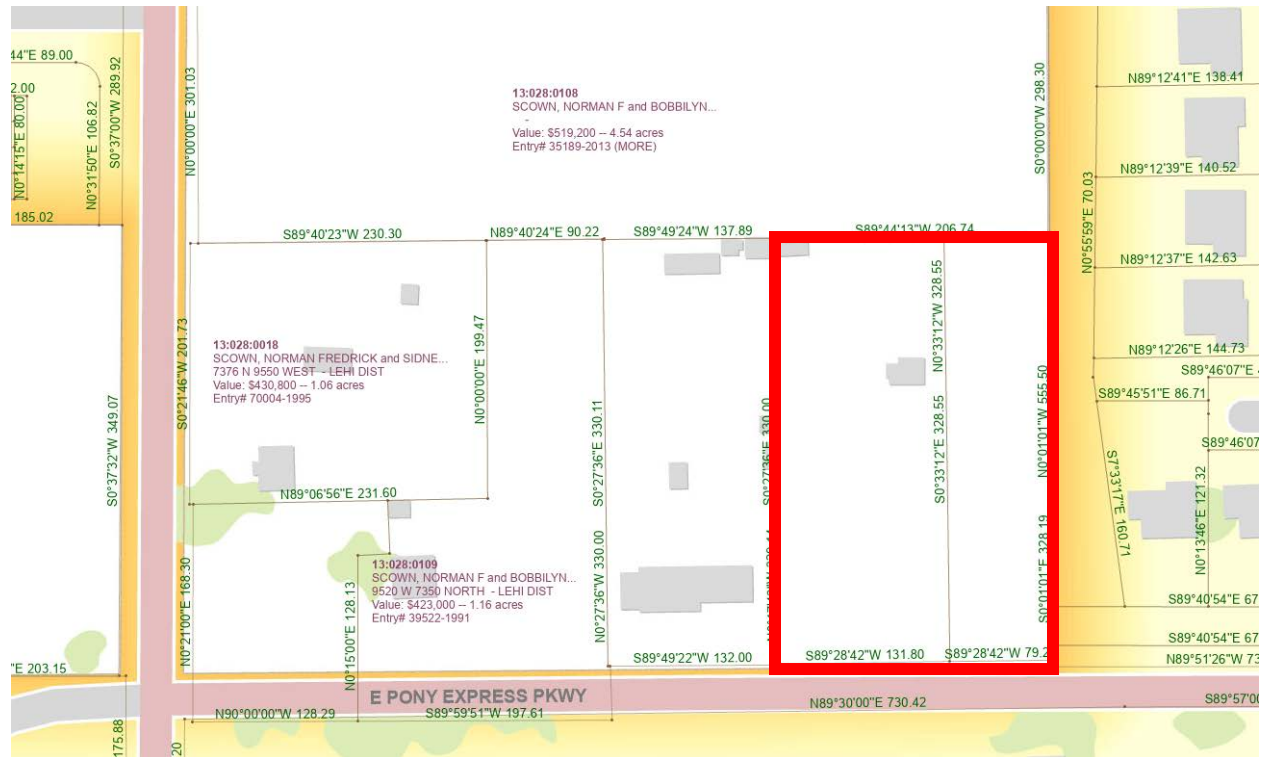 44"E 89.00
2.00
N0°14'15"E 80.00
N0°31'50"E 106.82
S0°37'00"W 289.92
185.02
N0°00'00"E 301.03
13:028:0108
SCOWN, NORMAN F and BOBBILYN...
-
Value: $519,200 -- 4.54 acres
Entry# 35189-2013 (MORE)
S0°00'00"W 298.30
N89°12'41"E 138.41
N89°12'39"E 140.52
N0°55'59"E 70.03
N89°12'37"E 142.63
N89°12'26"E 144.73
S89°46'07"E
S89°45'51"E 86.71
S89°46'07
S89°40'23"W 230.30
N89°40'24"E 90.22
S89°49'24"W 137.89
S89°44'13"W 206.74
S0°21'46"W 201.73
13:028:0018
SCOWN, NORMAN FREDRICK and SIDNE...
7376 N 9550 WEST - LEHI DIST
Value: $430,800 -- 1.06 acres
Entry# 70004-1995
N0°00'00"E 199.47
S0°27'36"E 330.11
S0°27'36"E 330.00
N0°33'12"W 328.55
S0°33'12"E 328.55
N0°01'01"W 555.50
S0°01'01"E 328.19
S7°33'17"E 160.71
N0°13'46"E 121.32
S0°37'32"W 349.07
N89°06'56"E 231.60
N0°21'00"E 168.30
13:028:0109
SCOWN, NORMAN F and BOBBILYN...
9520 W 7350 NORTH - LEHI DIST
Value: $423,000 -- 1.16 acres
Entry# 39522-1991
N0°15'00"E 128.13
N0°27'36"W 330.00
S89°40'54"E 67
S89°40'54"E 67
N89°51'26"W 73
"E 203.15
S89°49'22"W 132.00
S89°28'42"W 131.80
S89°28'42"W 79.2
E PONY EXPRESS PKWY
N89°30'00"E 730.42
S89°57'00
N90°00'00"W 128.29
S89°59'51"W 197.61
175.88
20